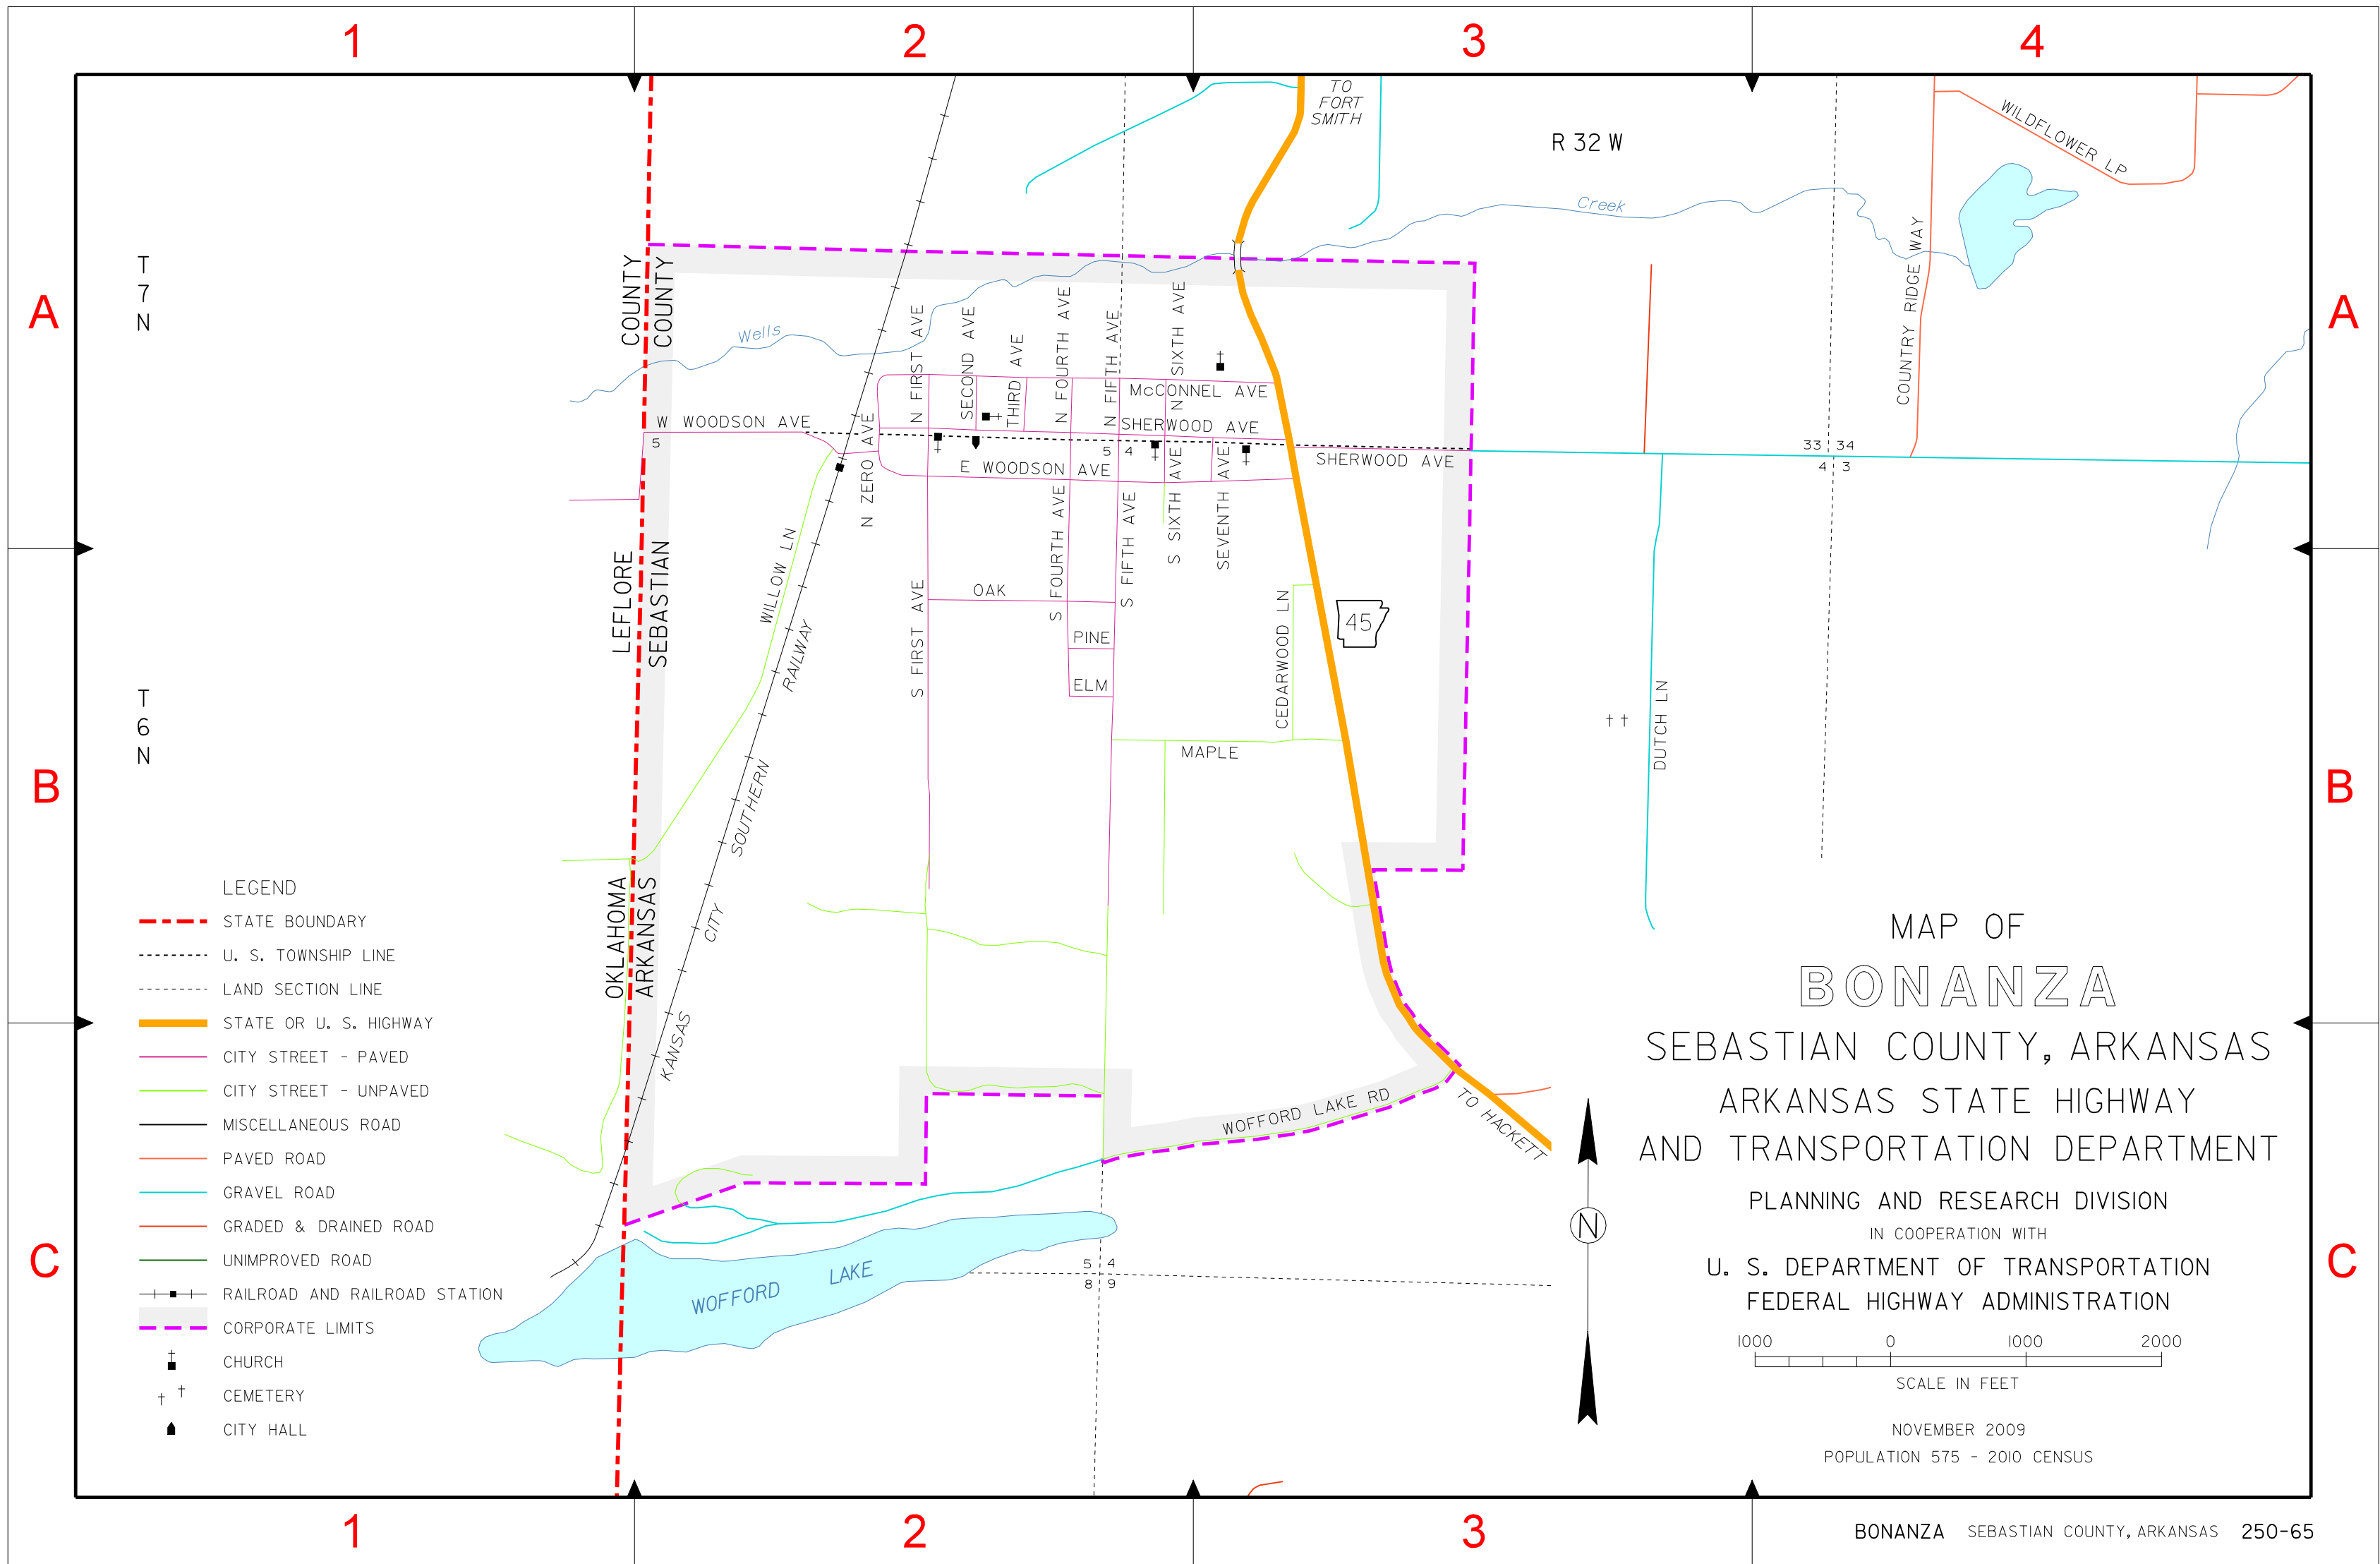 1
2
3
4
A
A
B
B
C
C
1
2
3
TO
FORT
SMITH
R 32 W
WILDFLOWER LP
Creek
COUNTRY RIDGE WAY
T
7
N
COUNTY
COUNTY
Wells
N FIRST AVE
SECOND AVE
THIRD AVE
N FOURTH AVE
N FIFTH AVE
N SIXTH AVE
McCONNEL AVE
W WOODSON AVE
5
SHERWOOD AVE
5 4
33 34
4 3
E WOODSON AVE
SHERWOOD AVE
N ZERO AVE
S FOURTH AVE
S FIFTH AVE
S SIXTH AVE
SEVENTH AVE
WILLOW LN
LEFLORE
SEBASTIAN
OAK
S FIRST AVE
PINE
ELM
CEDARWOOD LN
45
DUTCH LN
T
6
N
MAPLE
KANSAS CITY SOUTHERN RAILWAY
OKLAHOMA
ARKANSAS
WOFFORD LAKE RD
TO HACKETT
WOFFORD LAKE
5 4
8 9
N
LEGEND
STATE BOUNDARY
U. S. TOWNSHIP LINE
LAND SECTION LINE
STATE OR U. S. HIGHWAY
CITY STREET - PAVED
CITY STREET - UNPAVED
MISCELLANEOUS ROAD
PAVED ROAD
GRAVEL ROAD
GRADED & DRAINED ROAD
UNIMPROVED ROAD
RAILROAD AND RAILROAD STATION
CORPORATE LIMITS
CHURCH
CEMETERY
CITY HALL
MAP OF
BONANZA
SEBASTIAN COUNTY, ARKANSAS
ARKANSAS STATE HIGHWAY
AND TRANSPORTATION DEPARTMENT
PLANNING AND RESEARCH DIVISION
IN COOPERATION WITH
U. S. DEPARTMENT OF TRANSPORTATION
FEDERAL HIGHWAY ADMINISTRATION
1000 0 1000 2000
SCALE IN FEET
NOVEMBER 2009
POPULATION 575 - 2010 CENSUS
BONANZA SEBASTIAN COUNTY, ARKANSAS 250-65